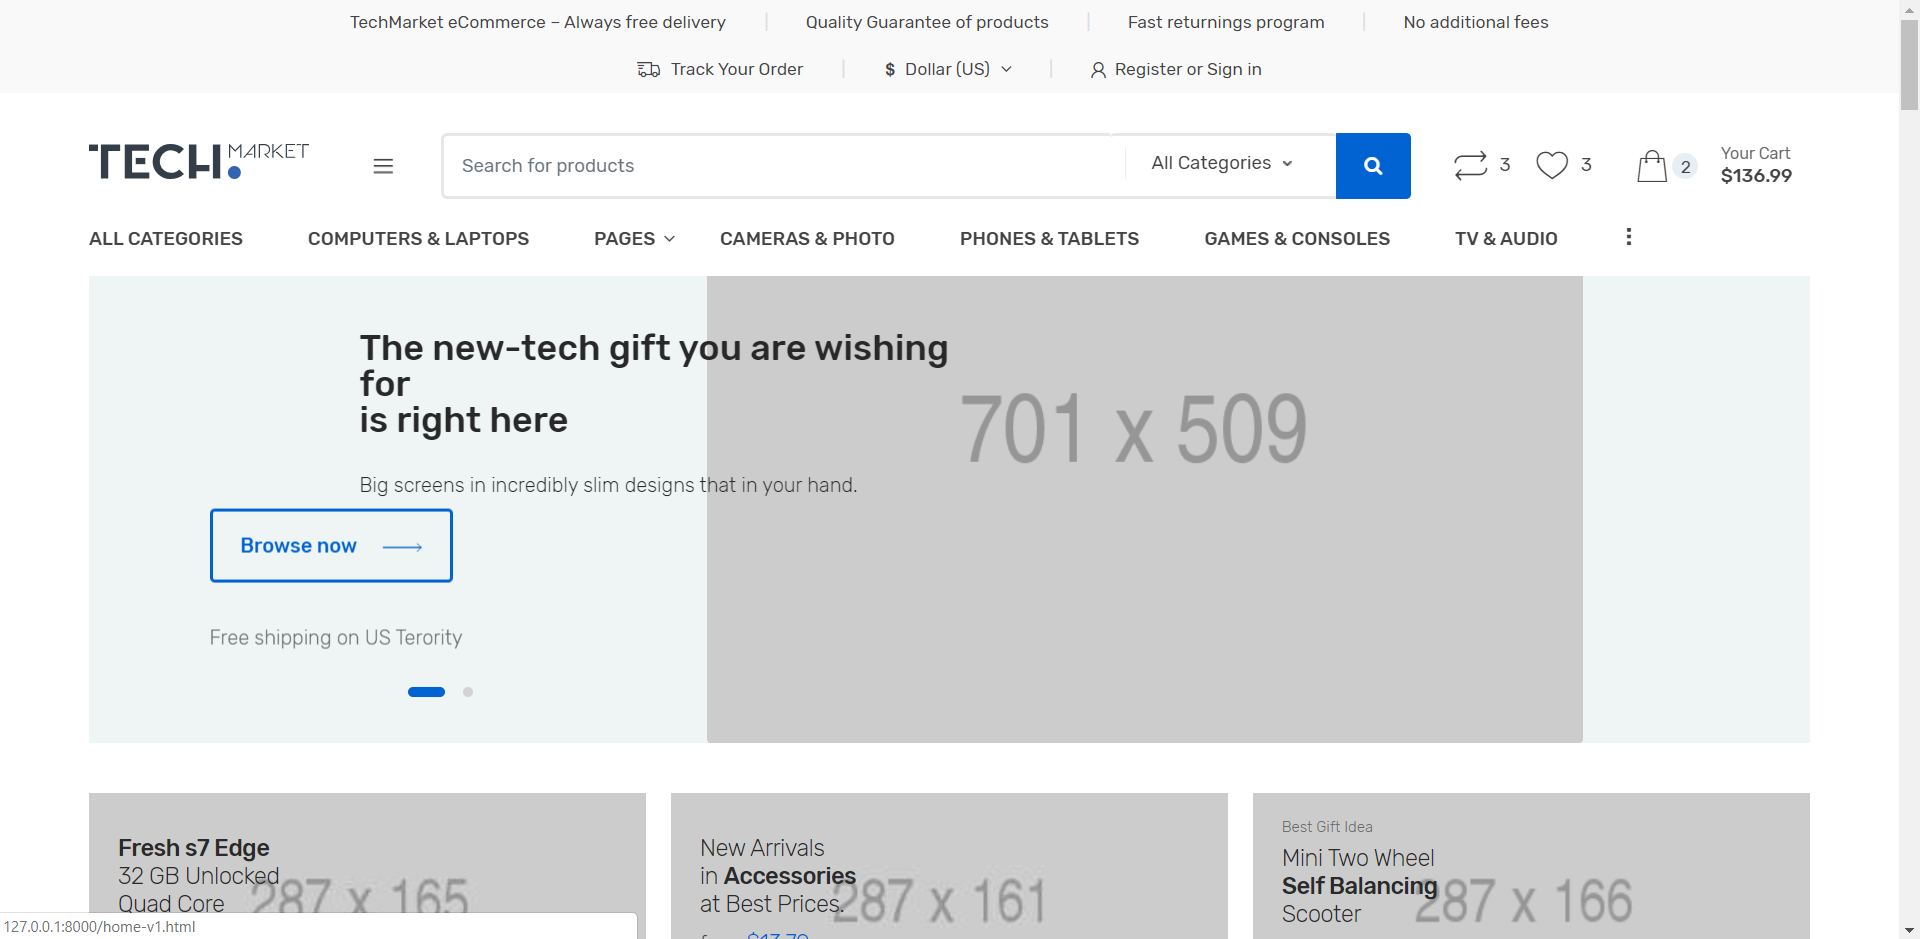 TechMarket eCommerce – Always free delivery
Quality Guarantee of products
Fast returnings program
No additional fees
Track Your Order
$ Dollar (US)
Register or Sign in
TECH MARKET
Search for products
All Categories
3
3
2
Your Cart
$136.99
ALL CATEGORIES
COMPUTERS & LAPTOPS
PAGES
CAMERAS & PHOTO
PHONES & TABLETS
GAMES & CONSOLES
TV & AUDIO
The new-tech gift you are wishing
for
is right here
701 x 509
Big screens in incredibly slim designs that in your hand.
Browse now
Free shipping on US Terority
Fresh s7 Edge
32 GB Unlocked
Quad Core
287 x 165
New Arrivals
in Accessories
at Best Prices.
287 x 161
Best Gift Idea
Mini Two Wheel
Self Balancing
Scooter
287 x 166
127.0.0.1:8000/home-v1.html